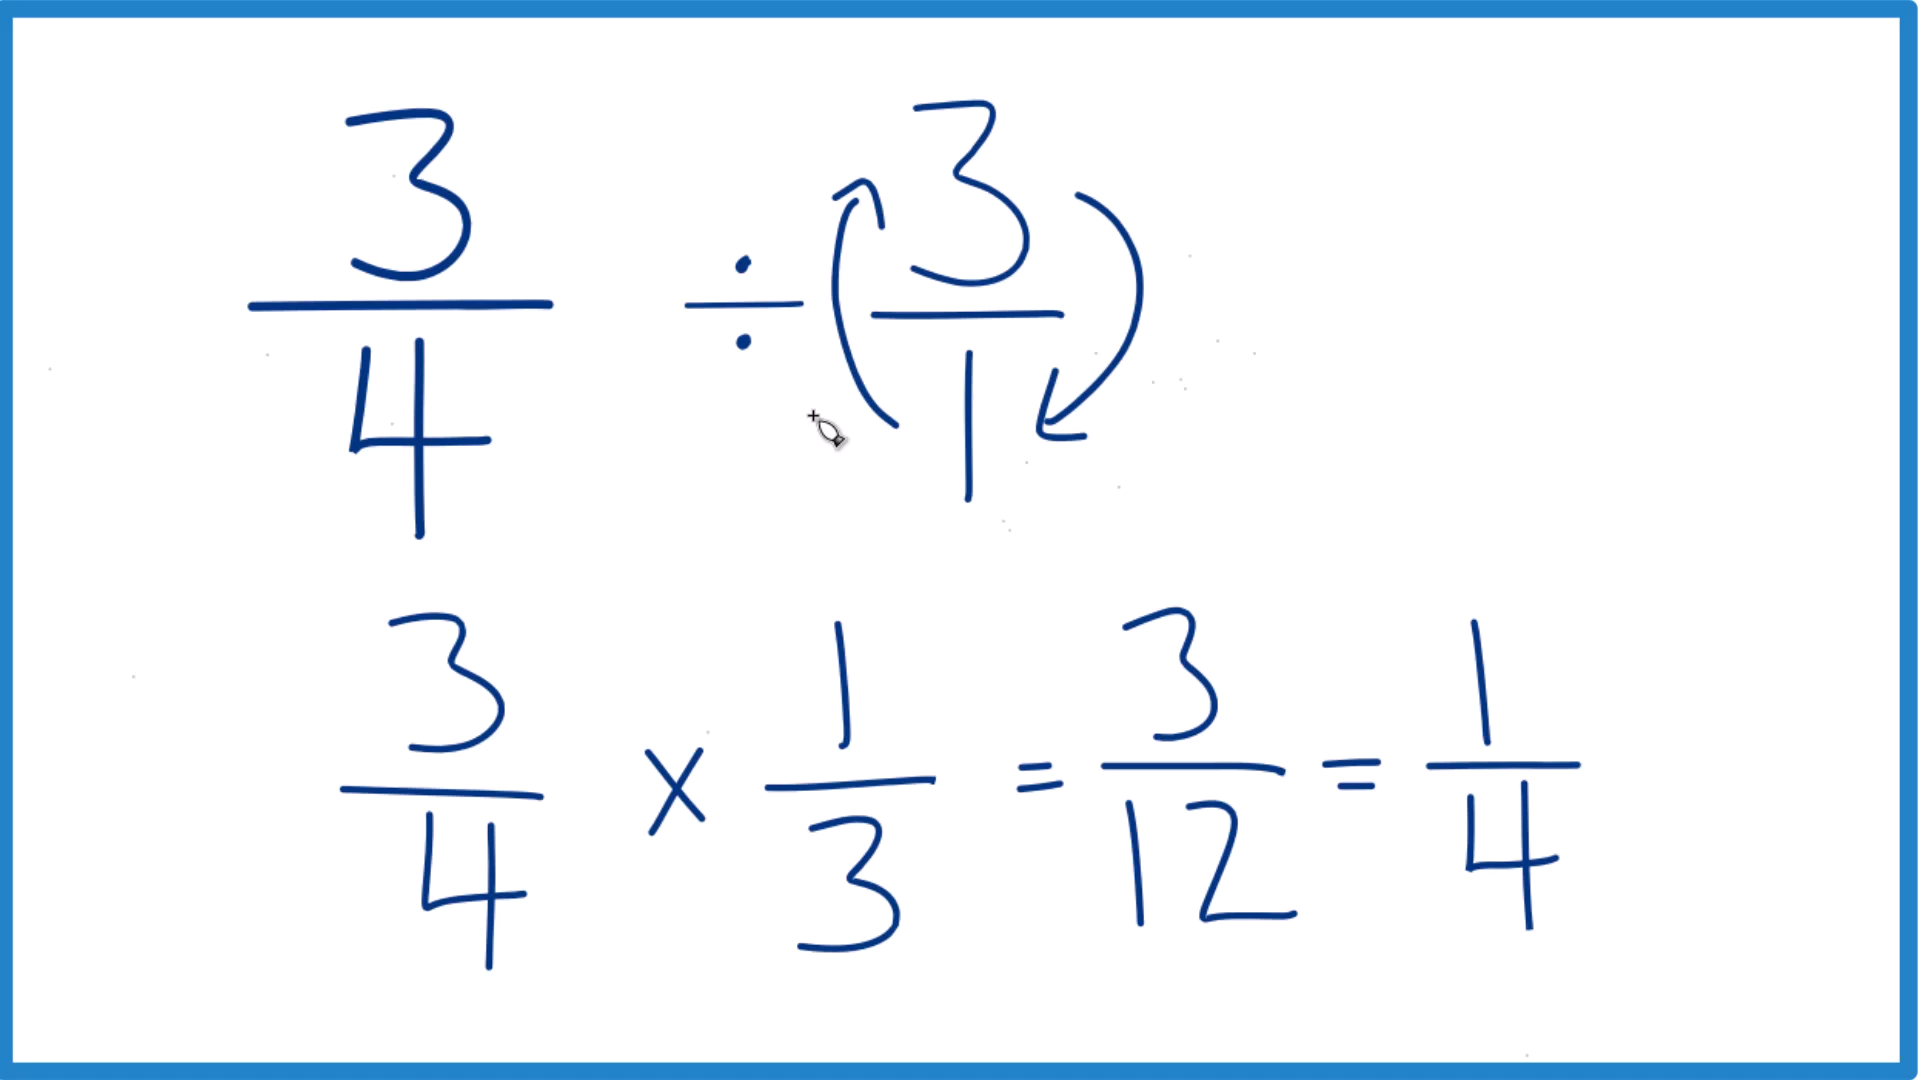 3/4 ÷ 3/1
3/4 x 1/3 = 3/12 = 1/4